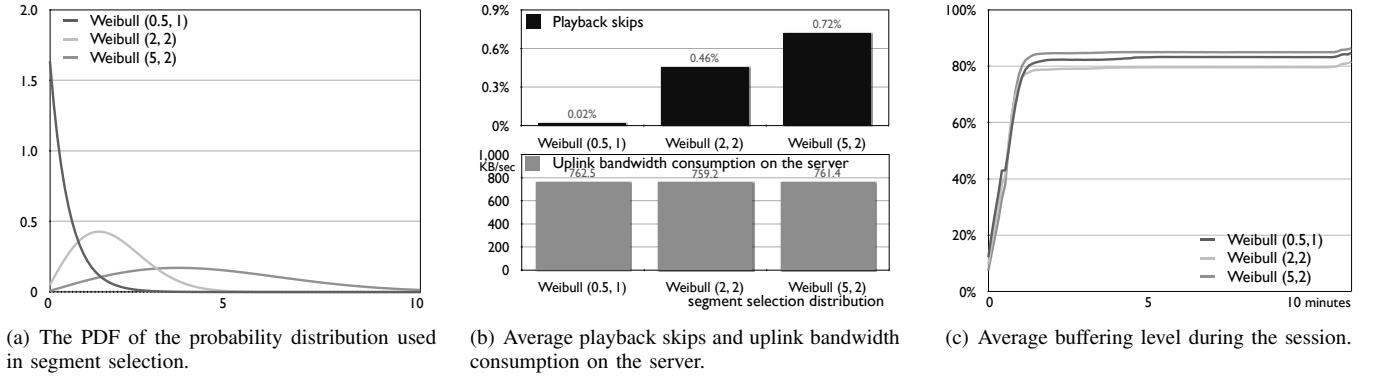 2.0
1.5
1.0
0.5
0
0
5
10
Weibull (0.5, 1)
Weibull (2, 2)
Weibull (5, 2)
(a) The PDF of the probability distribution used
in segment selection.
0.9%
0.6%
0.3%
0%
Playback skips
0.02%
0.46%
0.72%
Weibull (0.5, 1)
Weibull (2, 2)
Weibull (5, 2)
1,000
KB/sec
800
600
400
200
0
Uplink bandwidth consumption on the server
762.5
759.2
761.4
Weibull (0.5, 1)
Weibull (2, 2)
Weibull (5, 2)
segment selection distribution
(b) Average playback skips and uplink bandwidth
consumption on the server.
100%
80%
60%
40%
20%
0%
0
5
10 minutes
Weibull (0.5,1)
Weibull (2,2)
Weibull (5,2)
(c) Average buffering level during the session.